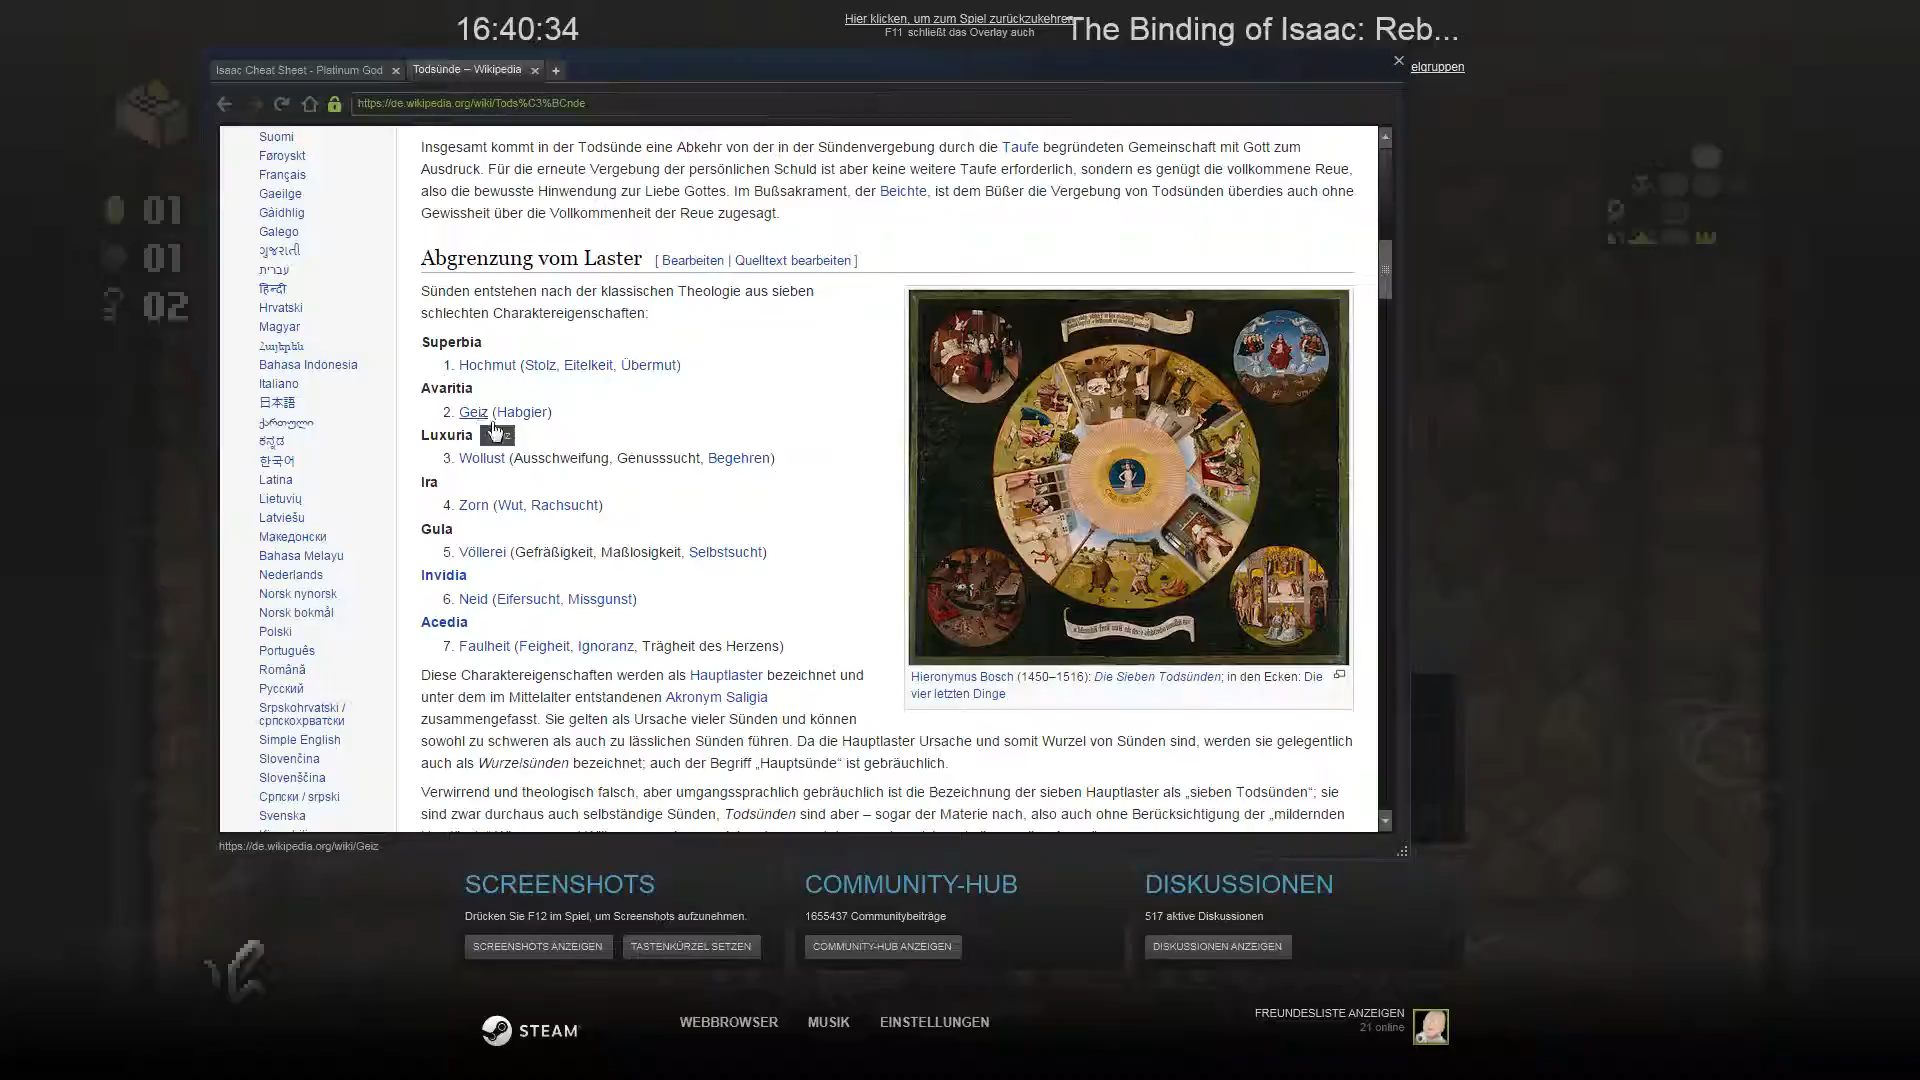 16:40:34
Hier klicken, um zum Spiel zurückzukehren
F11 schließt das Overlay auch
The Binding of Isaac: Reb...
Isaac Cheat Sheet - Platinum God
Todsünde – Wikipedia
elgruppen
https://de.wikipedia.org/wiki/Tods%C3%BCnde
01
01
02
Suomi
Føroyskt
Français
Gaeilge
Gàidhlig
Galego
ગુજરાતી
עברית
हिन्दी
Hrvatski
Magyar
Հայերեն
Bahasa Indonesia
Italiano
日本語
ქართული
ಕನ್ನಡ
한국어
Latina
Lietuvių
Latviešu
Македонски
Bahasa Melayu
Nederlands
Norsk nynorsk
Norsk bokmål
Polski
Português
Română
Русский
Srpskohrvatski /
српскохрватски
Simple English
Slovenčina
Slovenščina
Српски / srpski
Svenska
Insgesamt kommt in der Todsünde eine Abkehr von der in der Sündenvergebung durch die Taufe begründeten Gemeinschaft mit Gott zum
Ausdruck. Für die erneute Vergebung der persönlichen Schuld ist aber keine weitere Taufe erforderlich, sondern es genügt die vollkommene Reue,
also die bewusste Hinwendung zur Liebe Gottes. Im Bußsakrament, der Beichte, ist dem Büßer die Vergebung von Todsünden überdies auch ohne
Gewissheit über die Vollkommenheit der Reue zugesagt.
Abgrenzung vom Laster [ Bearbeiten | Quelltext bearbeiten ]
Sünden entstehen nach der klassischen Theologie aus sieben
schlechten Charaktereigenschaften:
Superbia
1. Hochmut (Stolz, Eitelkeit, Übermut)
Avaritia
2. Geiz (Habgier)
Luxuria
3. Wollust (Ausschweifung, Genusssucht, Begehren)
Ira
4. Zorn (Wut, Rachsucht)
Gula
5. Völlerei (Gefräßigkeit, Maßlosigkeit, Selbstsucht)
Invidia
6. Neid (Eifersucht, Missgunst)
Acedia
7. Faulheit (Feigheit, Ignoranz, Trägheit des Herzens)
Hieronymus Bosch (1450–1516): Die Sieben Todsünden; in den Ecken: Die
vier letzten Dinge
Diese Charaktereigenschaften werden als Hauptlaster bezeichnet und
unter dem im Mittelalter entstandenen Akronym Saligia
zusammengefasst. Sie gelten als Ursache vieler Sünden und können
sowohl zu schweren als auch zu lässlichen Sünden führen. Da die Hauptlaster Ursache und somit Wurzel von Sünden sind, werden sie gelegentlich
auch als Wurzelsünden bezeichnet; auch der Begriff „Hauptsünde“ ist gebräuchlich.
Verwirrend und theologisch falsch, aber umgangssprachlich gebräuchlich ist die Bezeichnung der sieben Hauptlaster als „sieben Todsünden“; sie
sind zwar durchaus auch selbständige Sünden, Todsünden sind aber – sogar der Materie nach, also auch ohne Berücksichtigung der „mildernden
https://de.wikipedia.org/wiki/Geiz
SCREENSHOTS
Drücken Sie F12 im Spiel, um Screenshots aufzunehmen.
SCREENSHOTS ANZEIGEN
TASTENKÜRZEL SETZEN
COMMUNITY-HUB
1655437 Communitybeiträge
COMMUNITY-HUB ANZEIGEN
DISKUSSIONEN
517 aktive Diskussionen
DISKUSSIONEN ANZEIGEN
STEAM
WEBBROWSER
MUSIK
EINSTELLUNGEN
FREUNDESLISTE ANZEIGEN
21 online